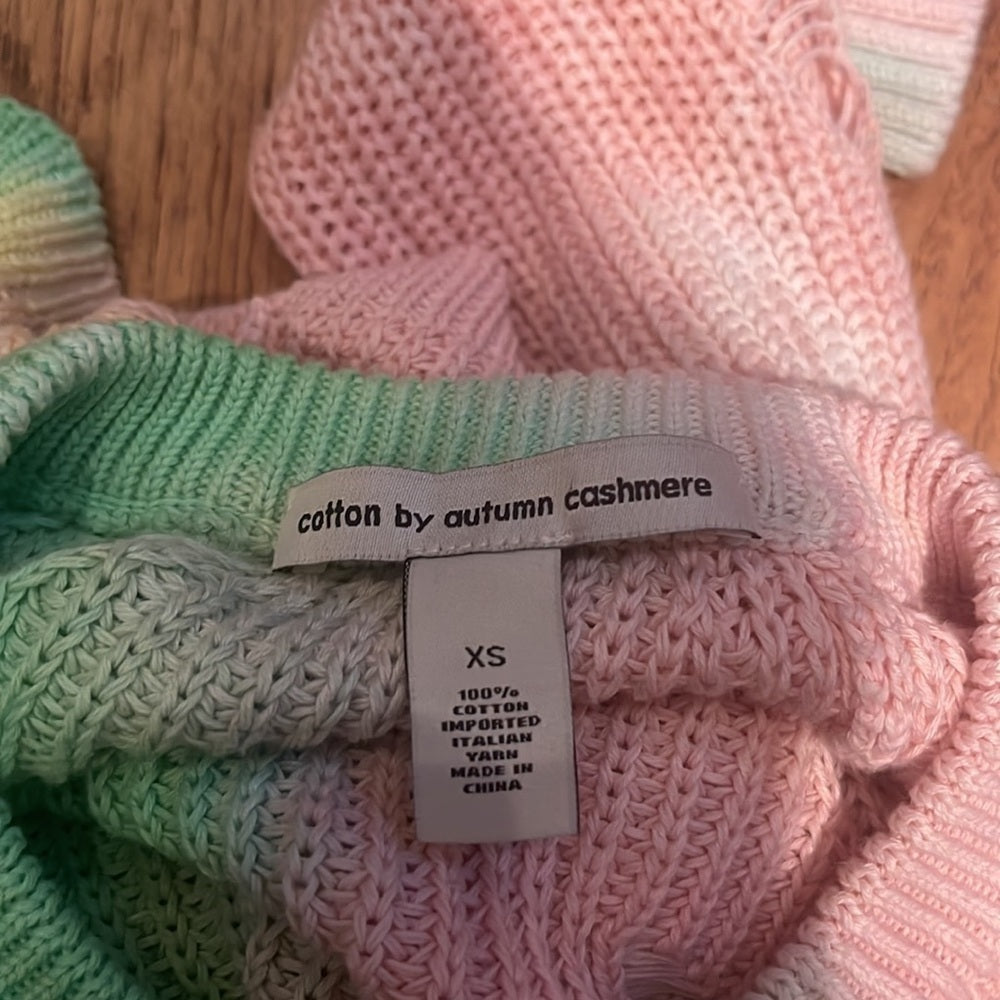 cotton by autumn cashmere
XS
100%
COTTON
IMPORTED
ITALIAN
YARN
MADE IN
CHINA